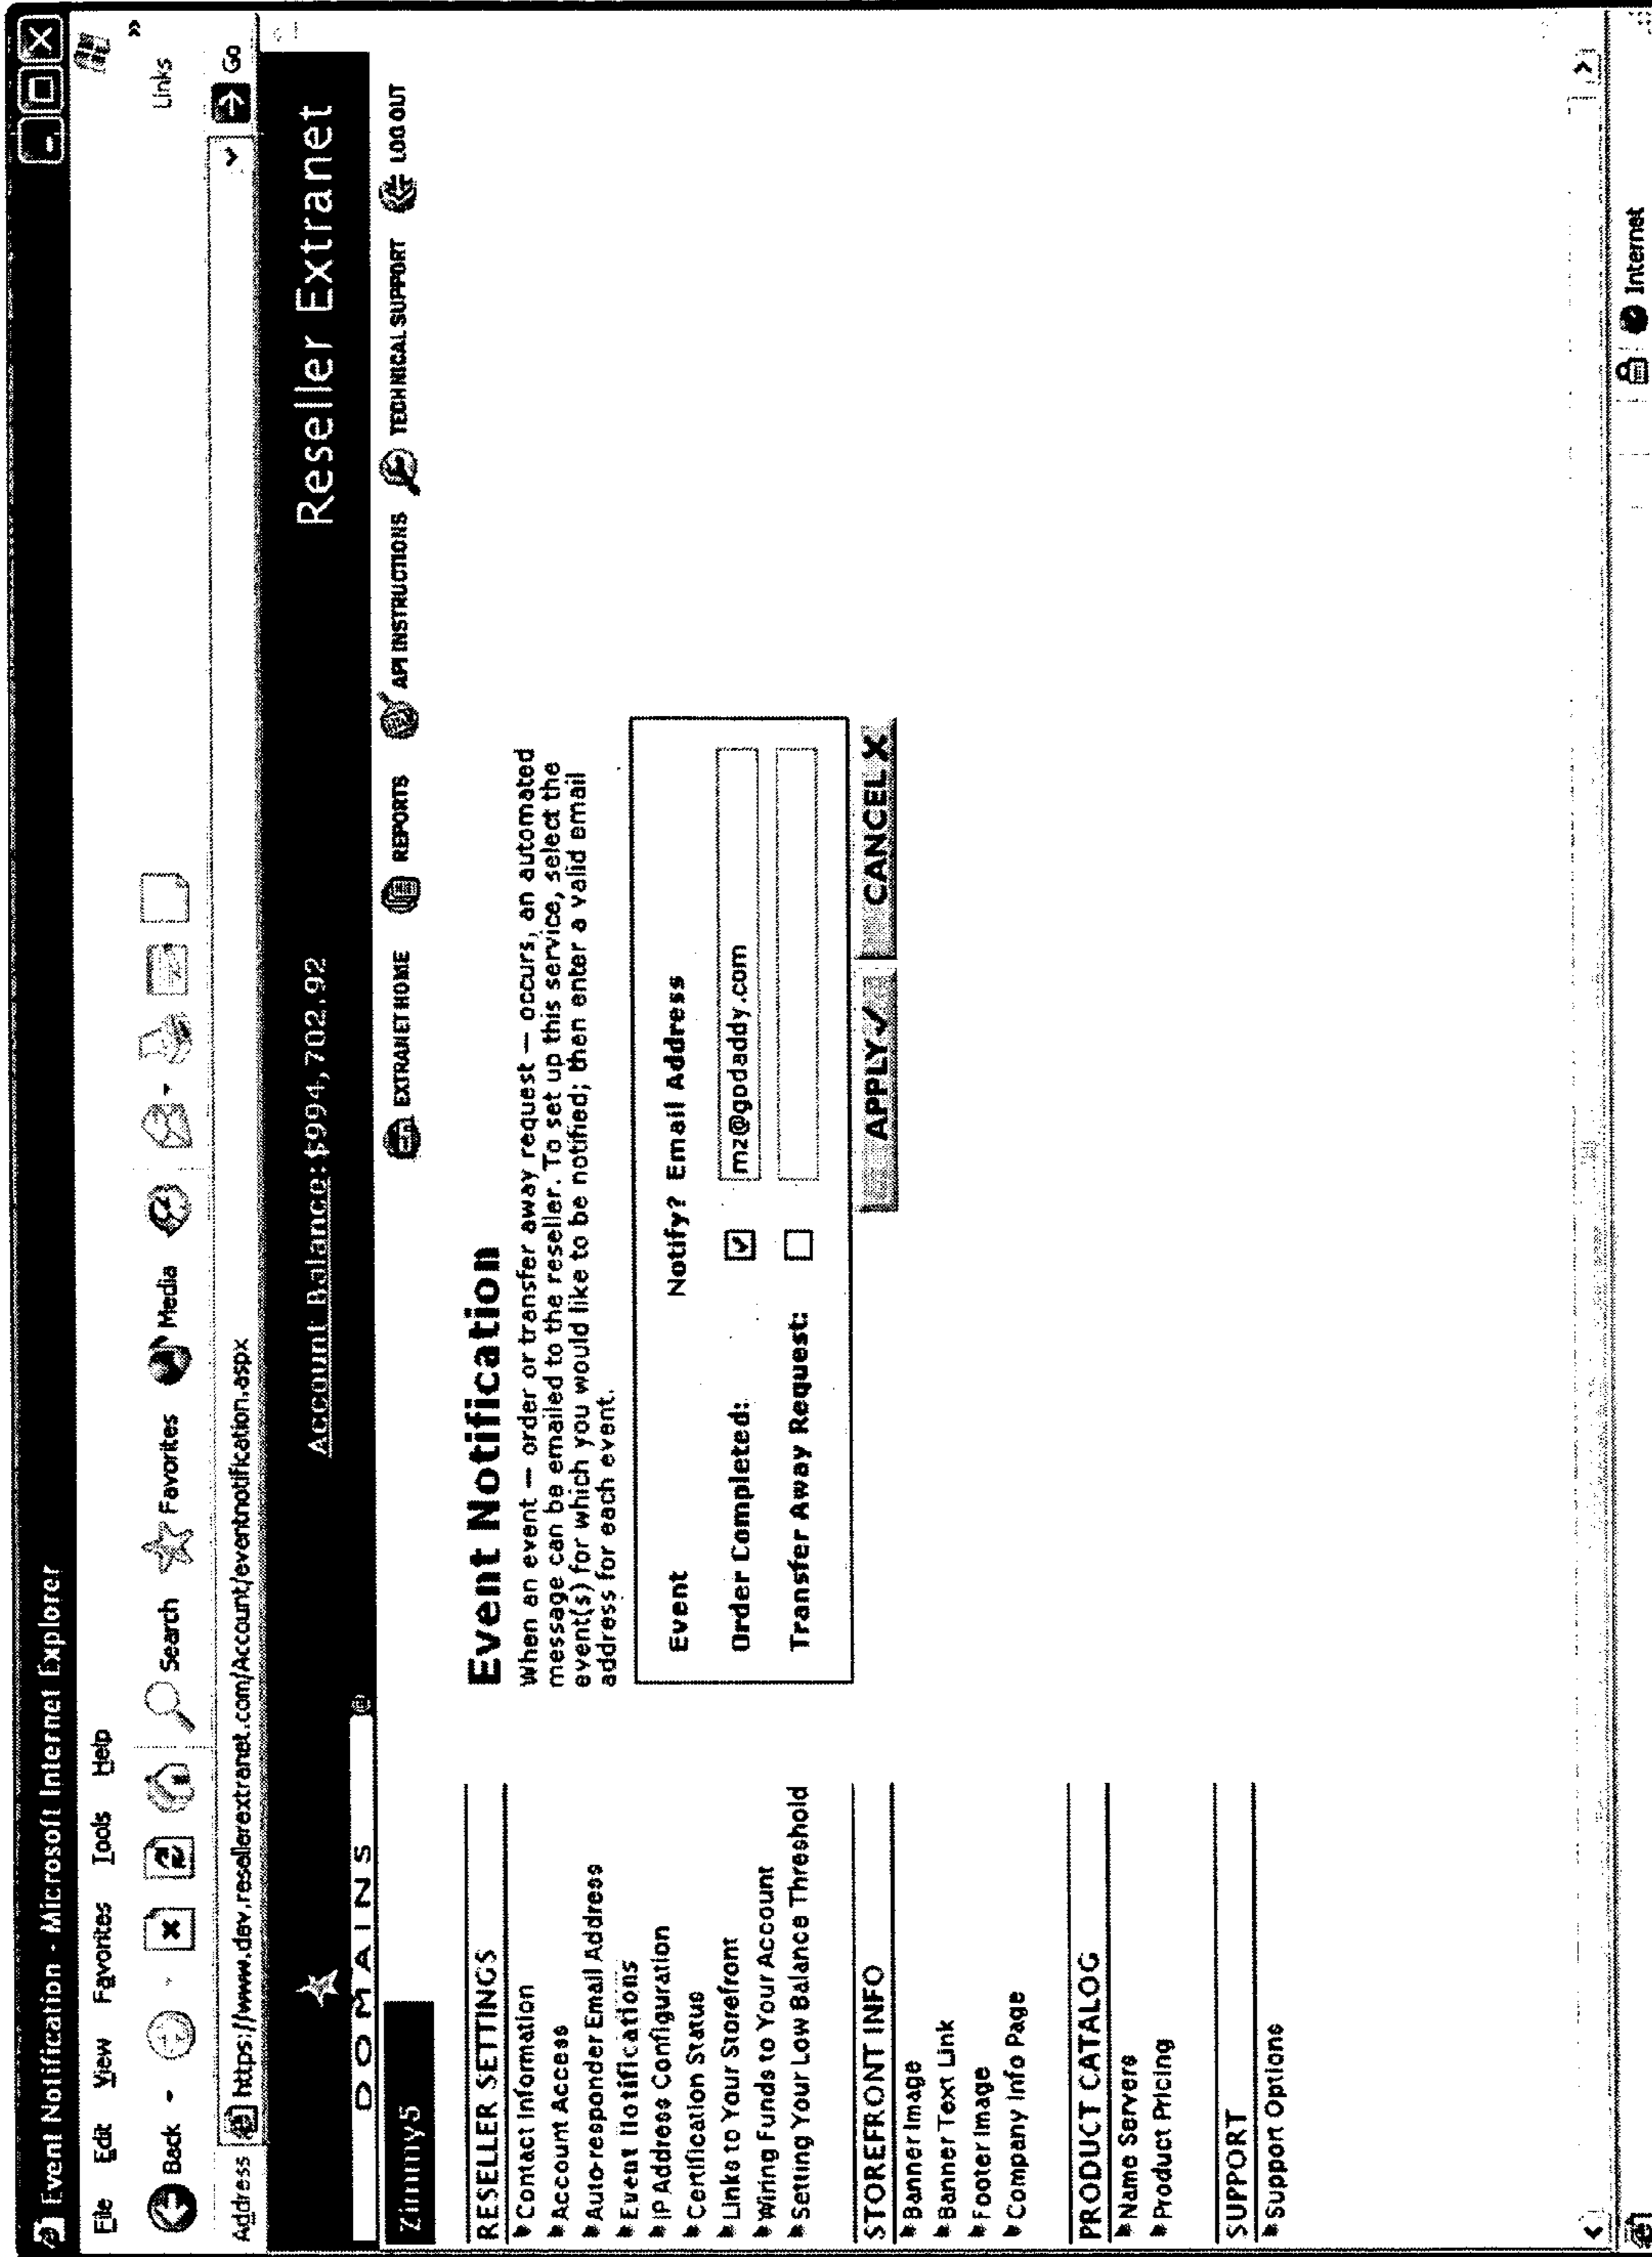 Event Notification - Microsoft Internet Explorer
File Edit View Favorites Tools Help
Back Search Favorites Media Links »
Address https://www.dev.resellerextranet.com/Account/eventnotification.aspx Go
DOMAINS
Account Balance: $994,702.92
Reseller Extranet
Zimmy5
EXTRANET HOME REPORTS API INSTRUCTIONS TECHNICAL SUPPORT LOG OUT
RESELLER SETTINGS
Contact Information
Account Access
Auto-responder Email Address
Event Notifications
IP Address Configuration
Certification Status
Links to Your Storefront
Wiring Funds to Your Account
Setting Your Low Balance Threshold
STOREFRONT INFO
Banner Image
Banner Text Link
Footer Image
Company Info Page
PRODUCT CATALOG
Name Servers
Product Pricing
SUPPORT
Support Options
Event Notification
When an event — order or transfer away request — occurs, an automated
message can be emailed to the reseller. To set up this service, select the
event(s) for which you would like to be notified; then enter a valid email
address for each event.
Event Notify? Email Address
Order Completed: mz@godaddy.com
Transfer Away Request:
APPLY CANCEL X
Internet